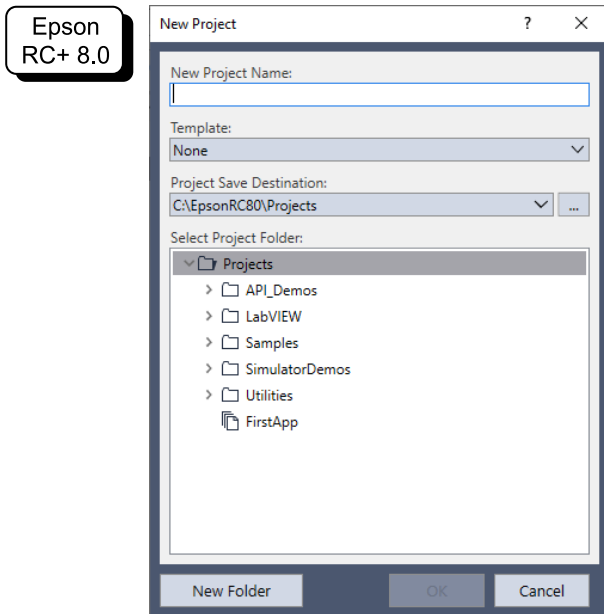 Epson
RC+ 8.0
New Project
New Project Name:
Template:
None
Project Save Destination:
C:\EpsonRC80\Projects
...
Select Project Folder:
Projects
API_Demos
LabVIEW
Samples
SimulatorDemos
Utilities
FirstApp
New Folder
OK
Cancel